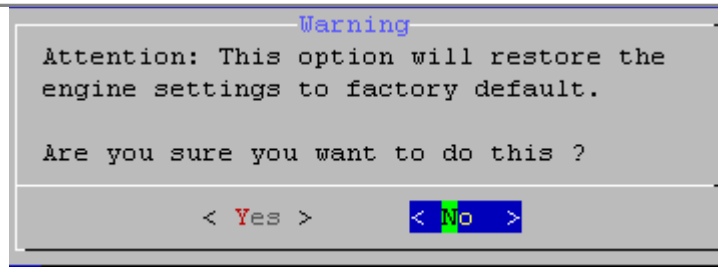 Warning
Attention: This option will restore the
engine settings to factory default.
Are you sure you want to do this ?
< Yes > < No >